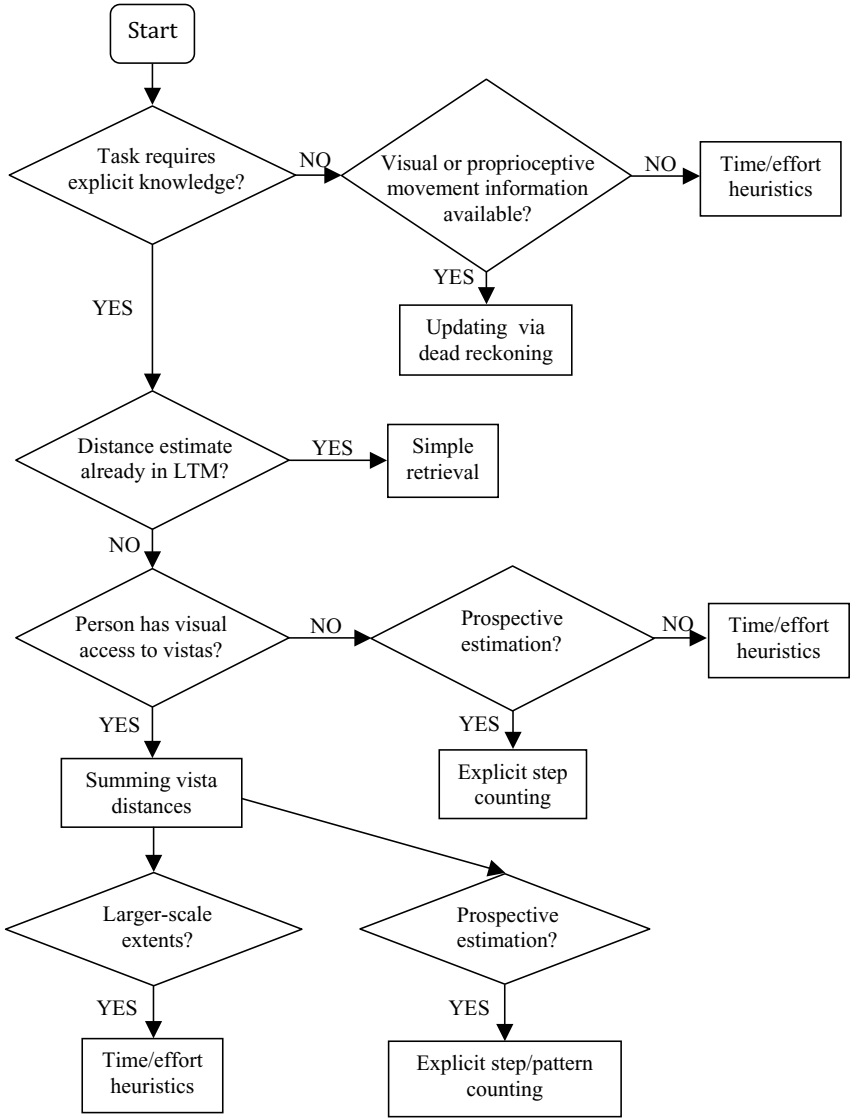 Start
Task requires
explicit knowledge?
NO
Visual or proprioceptive
movement information
available?
NO
Time/effort
heuristics
YES
Updating via
dead reckoning
YES
Distance estimate
already in LTM?
YES
Simple
retrieval
NO
Person has visual
access to vistas?
NO
Prospective
estimation?
NO
Time/effort
heuristics
YES
YES
Summing vista
distances
Explicit step
counting
Larger-scale
extents?
Prospective
estimation?
YES
YES
Time/effort
heuristics
Explicit step/pattern
counting